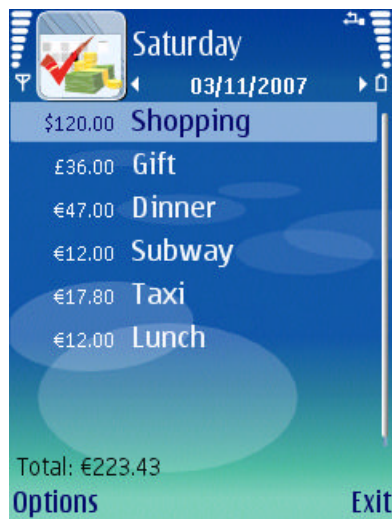 Saturday
03/11/2007
$120.00 Shopping
£36.00 Gift
€47.00 Dinner
€12.00 Subway
€17.80 Taxi
€12.00 Lunch
Total: €223.43
Options Exit